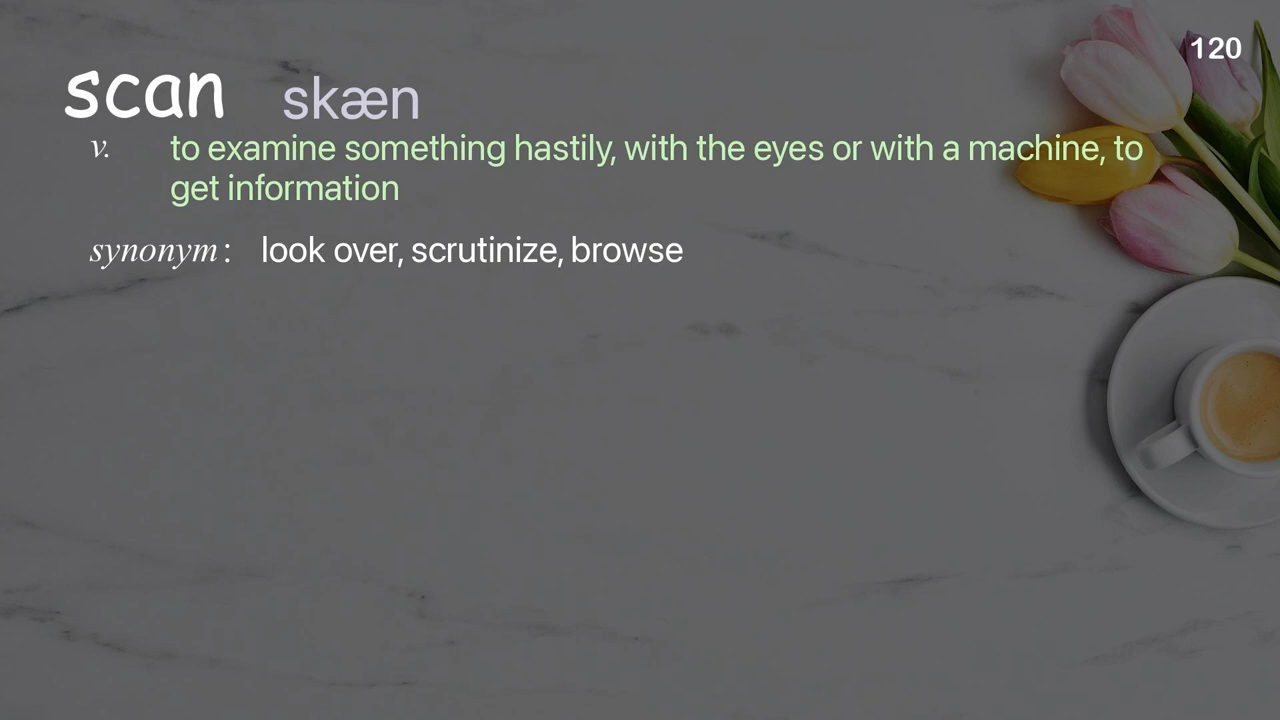 120
scan skæn
v. to examine something hastily, with the eyes or with a machine, to
get information
synonym : look over, scrutinize, browse